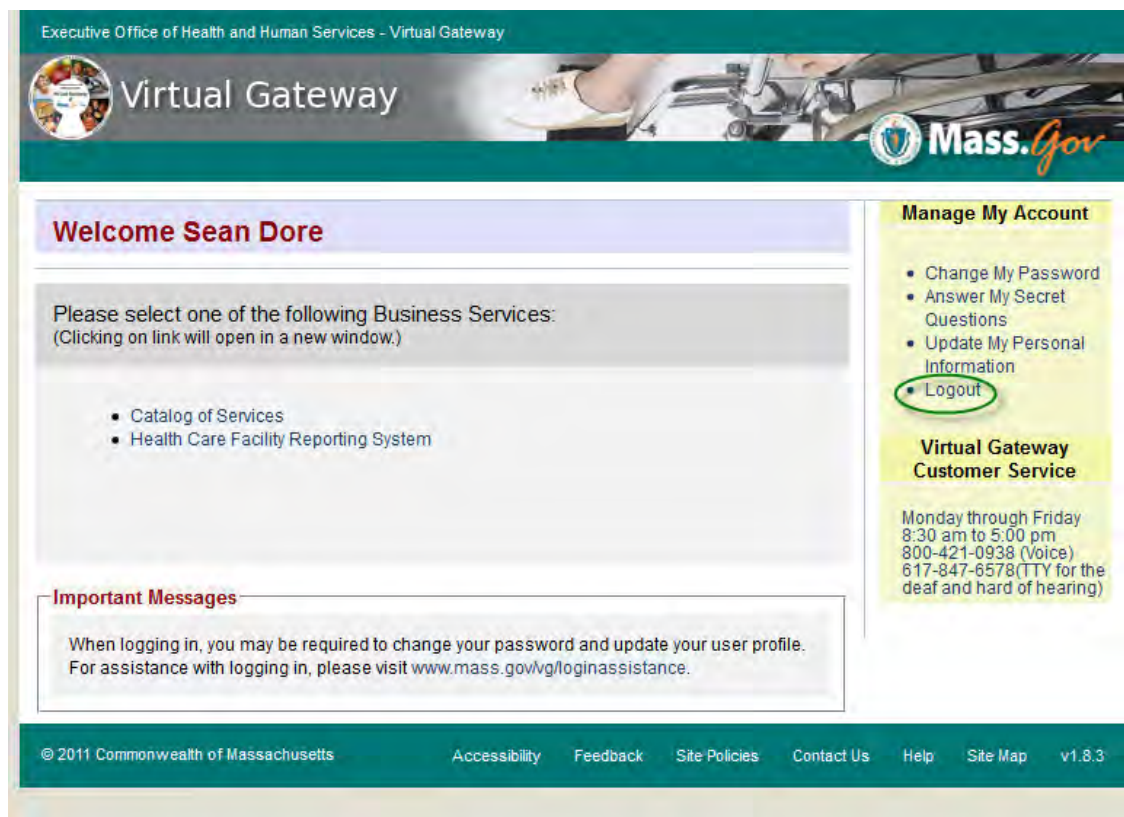 Executive Office of Health and Human Services - Virtual Gateway
Virtual Gateway
Mass.Gov
Welcome Sean Dore
Please select one of the following Business Services:
(Clicking on link will open in a new window.)
• Catalog of Services
• Health Care Facility Reporting System
Important Messages
When logging in, you may be required to change your password and update your user profile.
For assistance with logging in, please visit www.mass.gov/vg/loginassistance.
Manage My Account
• Change My Password
• Answer My Secret
Questions
• Update My Personal
Information
• Logout
Virtual Gateway
Customer Service
Monday through Friday
8:30 am to 5:00 pm
800-421-0938 (Voice)
617-847-6578(TTY for the
deaf and hard of hearing)
© 2011 Commonwealth of Massachusetts Accessibility Feedback Site Policies Contact Us Help Site Map v1.8.3